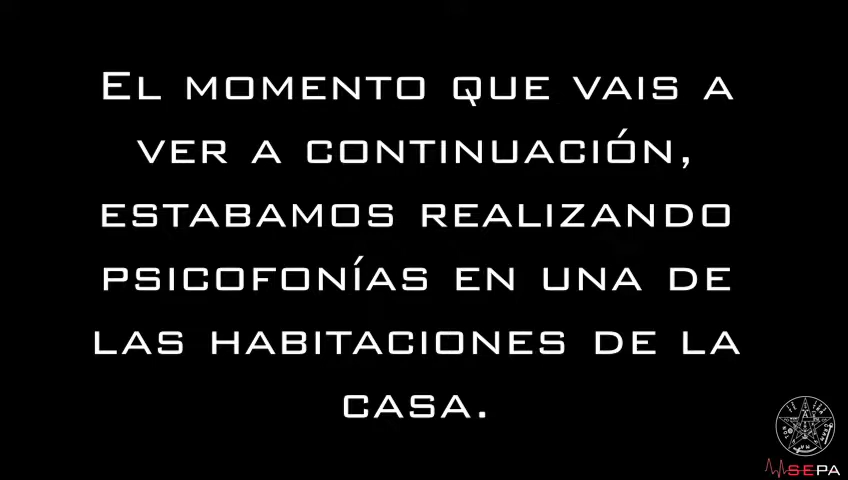 El momento que vais a
ver a continuación,
estabamos realizando
psicofonías en una de
las habitaciones de la
casa.
SEPA